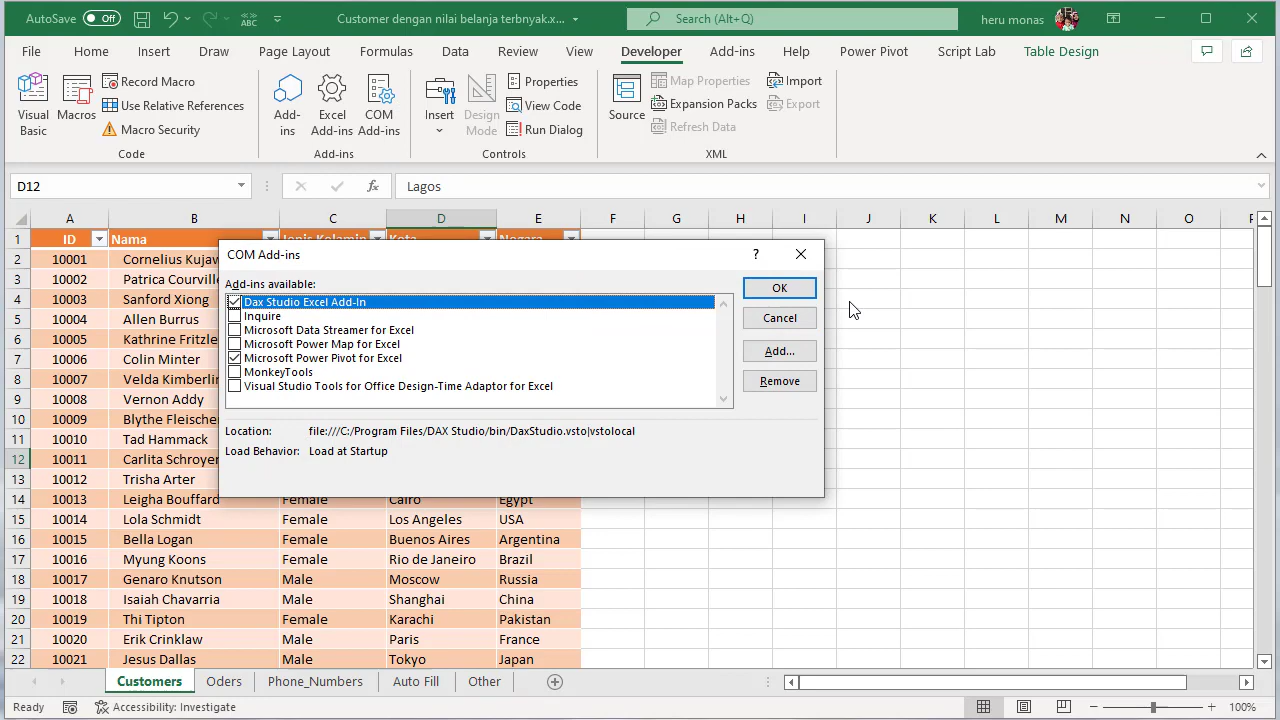 AutoSave Off
Customer dengan nilai belanja terbnyak.x...
Search (Alt+Q)
heru monas
File Home Insert Draw Page Layout Formulas Data Review View Developer Add-ins Help Power Pivot Script Lab Table Design
Visual Basic
Macros
Record Macro
Use Relative References
Macro Security
Code
Add-ins
Excel Add-ins
COM Add-ins
Add-ins
Insert
Design Mode
Properties
View Code
Run Dialog
Controls
Source
Map Properties
Expansion Packs
Refresh Data
Import
Export
XML
D12
fx
Lagos
A B C D E F G H I J K L M N O
1 ID Nama
2 10001 Cornelius Kujaw
3 10002 Patrica Courville
4 10003 Sanford Xiong
5 10004 Allen Burrus
6 10005 Kathrine Fritzle
7 10006 Colin Minter
8 10007 Velda Kimberlin
9 10008 Vernon Addy
10 10009 Blythe Fleischer
11 10010 Tad Hammack
12 10011 Carlita Schroyer
13 10012 Trisha Arter
14 10013 Leigha Bouffard Female Cairo Egypt
15 10014 Lola Schmidt Female Los Angeles USA
16 10015 Bella Logan Female Buenos Aires Argentina
17 10016 Myung Koons Female Rio de Janeiro Brazil
18 10017 Genaro Knutson Male Moscow Russia
19 10018 Isaiah Chavarria Male Shanghai China
20 10019 Thi Tipton Female Karachi Pakistan
21 10020 Erik Crinklaw Male Paris France
22 10021 Jesus Dallas Male Tokyo Japan
COM Add-ins
?
Add-ins available:
Dax Studio Excel Add-In
Inquire
Microsoft Data Streamer for Excel
Microsoft Power Map for Excel
Microsoft Power Pivot for Excel
MonkeyTools
Visual Studio Tools for Office Design-Time Adaptor for Excel
OK
Cancel
Add...
Remove
Location: file:///C:/Program Files/DAX Studio/bin/DaxStudio.vsto|vstolocal
Load Behavior: Load at Startup
Customers Oders Phone_Numbers Auto Fill Other
Ready
Accessibility: Investigate
100%